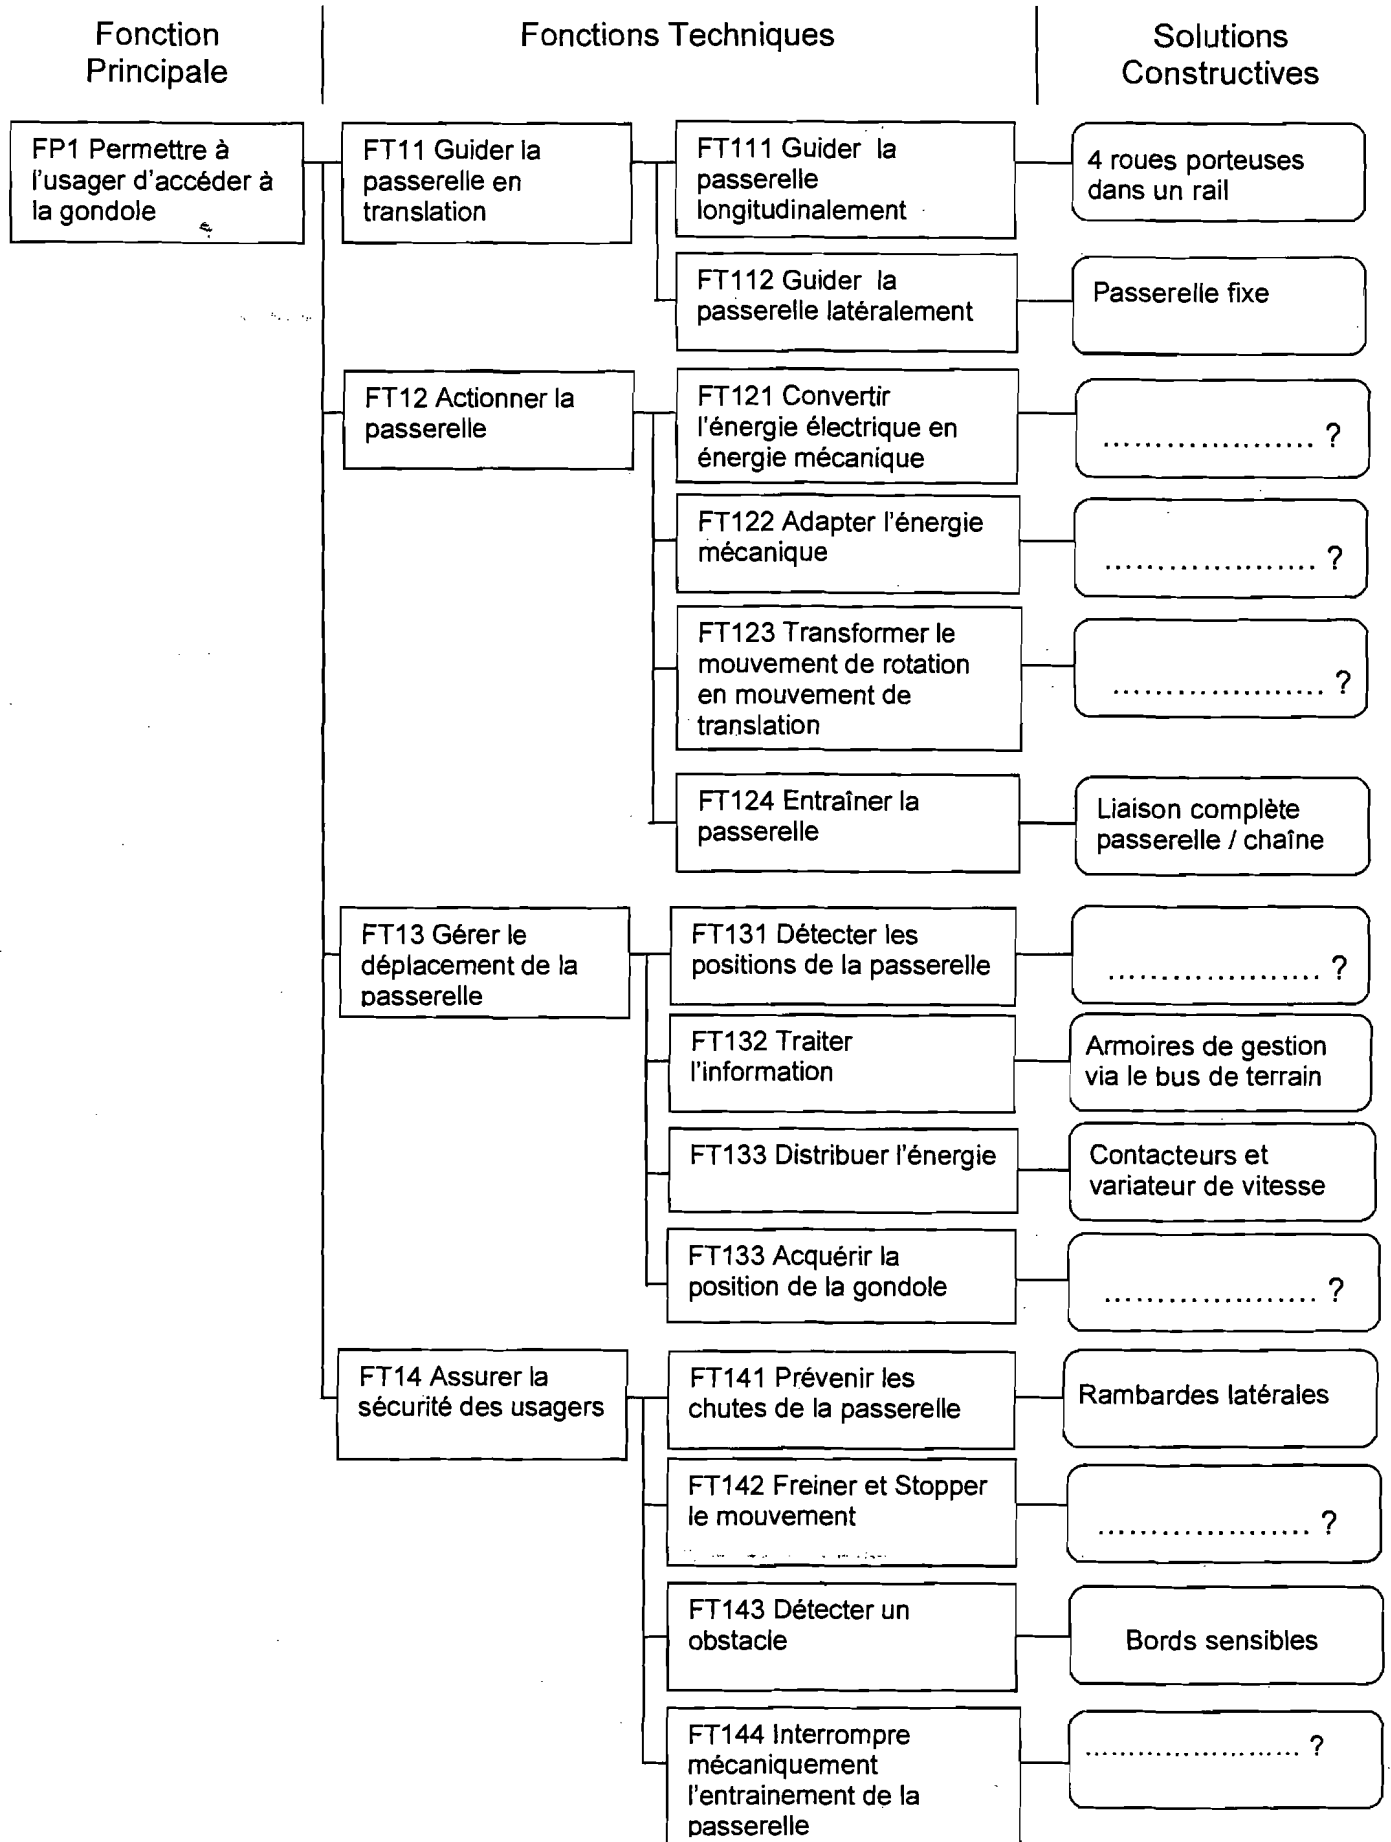 Fonction
Principale
Fonctions Techniques
Solutions
Constructives
FP1 Permettre à
l'usager d'accéder à
la gondole
FT11 Guider la
passerelle en
translation
FT111 Guider la
passerelle
longitudinalement
4 roues porteuses
dans un rail
FT112 Guider la
passerelle latéralement
Passerelle fixe
FT12 Actionner la
passerelle
FT121 Convertir
l'énergie électrique en
énergie mécanique
..................... ?
FT122 Adapter l'énergie
mécanique
..................... ?
FT123 Transformer le
mouvement de rotation
en mouvement de
translation
..................... ?
FT124 Entraîner la
passerelle
Liaison complète
passerelle / chaîne
FT13 Gérer le
déplacement de la
passerelle
FT131 Détecter les
positions de la passerelle
..................... ?
FT132 Traiter
l'information
Armoires de gestion
via le bus de terrain
FT133 Distribuer l'énergie
Contacteurs et
variateur de vitesse
FT133 Acquérir la
position de la gondole
..................... ?
FT14 Assurer la
sécurité des usagers
FT141 Prévenir les
chutes de la passerelle
Rambardes latérales
FT142 Freiner et Stopper
le mouvement
..................... ?
FT143 Détecter un
obstacle
Bords sensibles
FT144 Interrompre
mécaniquement
l'entrainement de la
passerelle
........................ ?